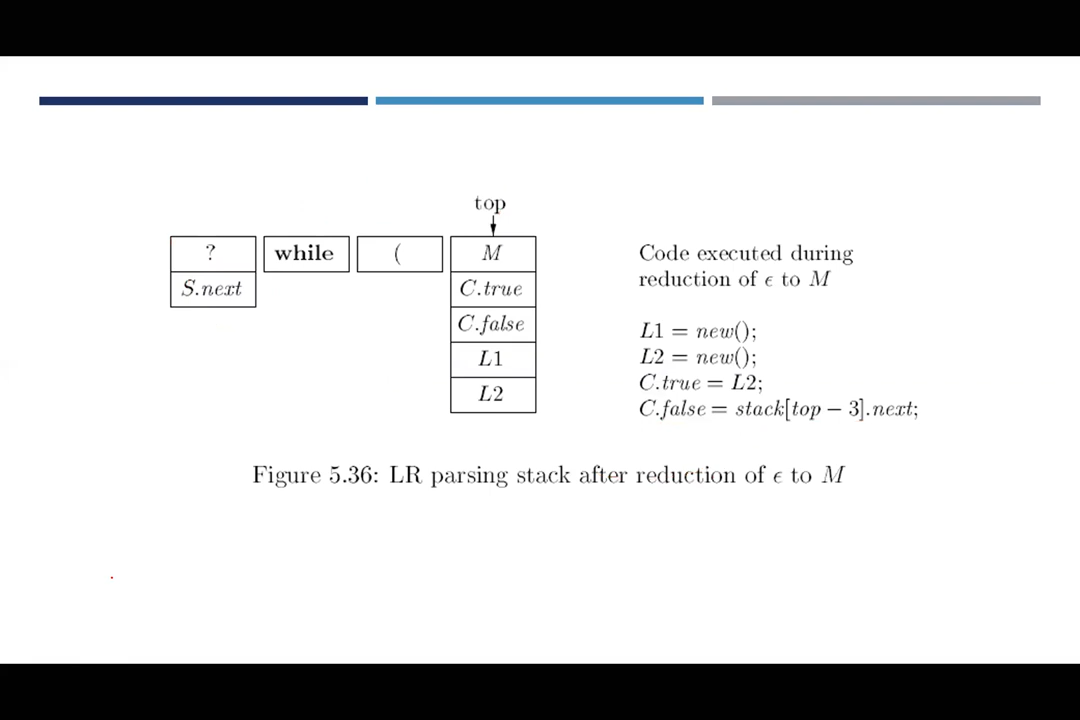 top
? while ( M
S.next C.true
C.false
L1
L2
Code executed during
reduction of ϵ to M
L1 = new();
L2 = new();
C.true = L2;
C.false = stack[top − 3].next;
Figure 5.36: LR parsing stack after reduction of ϵ to M